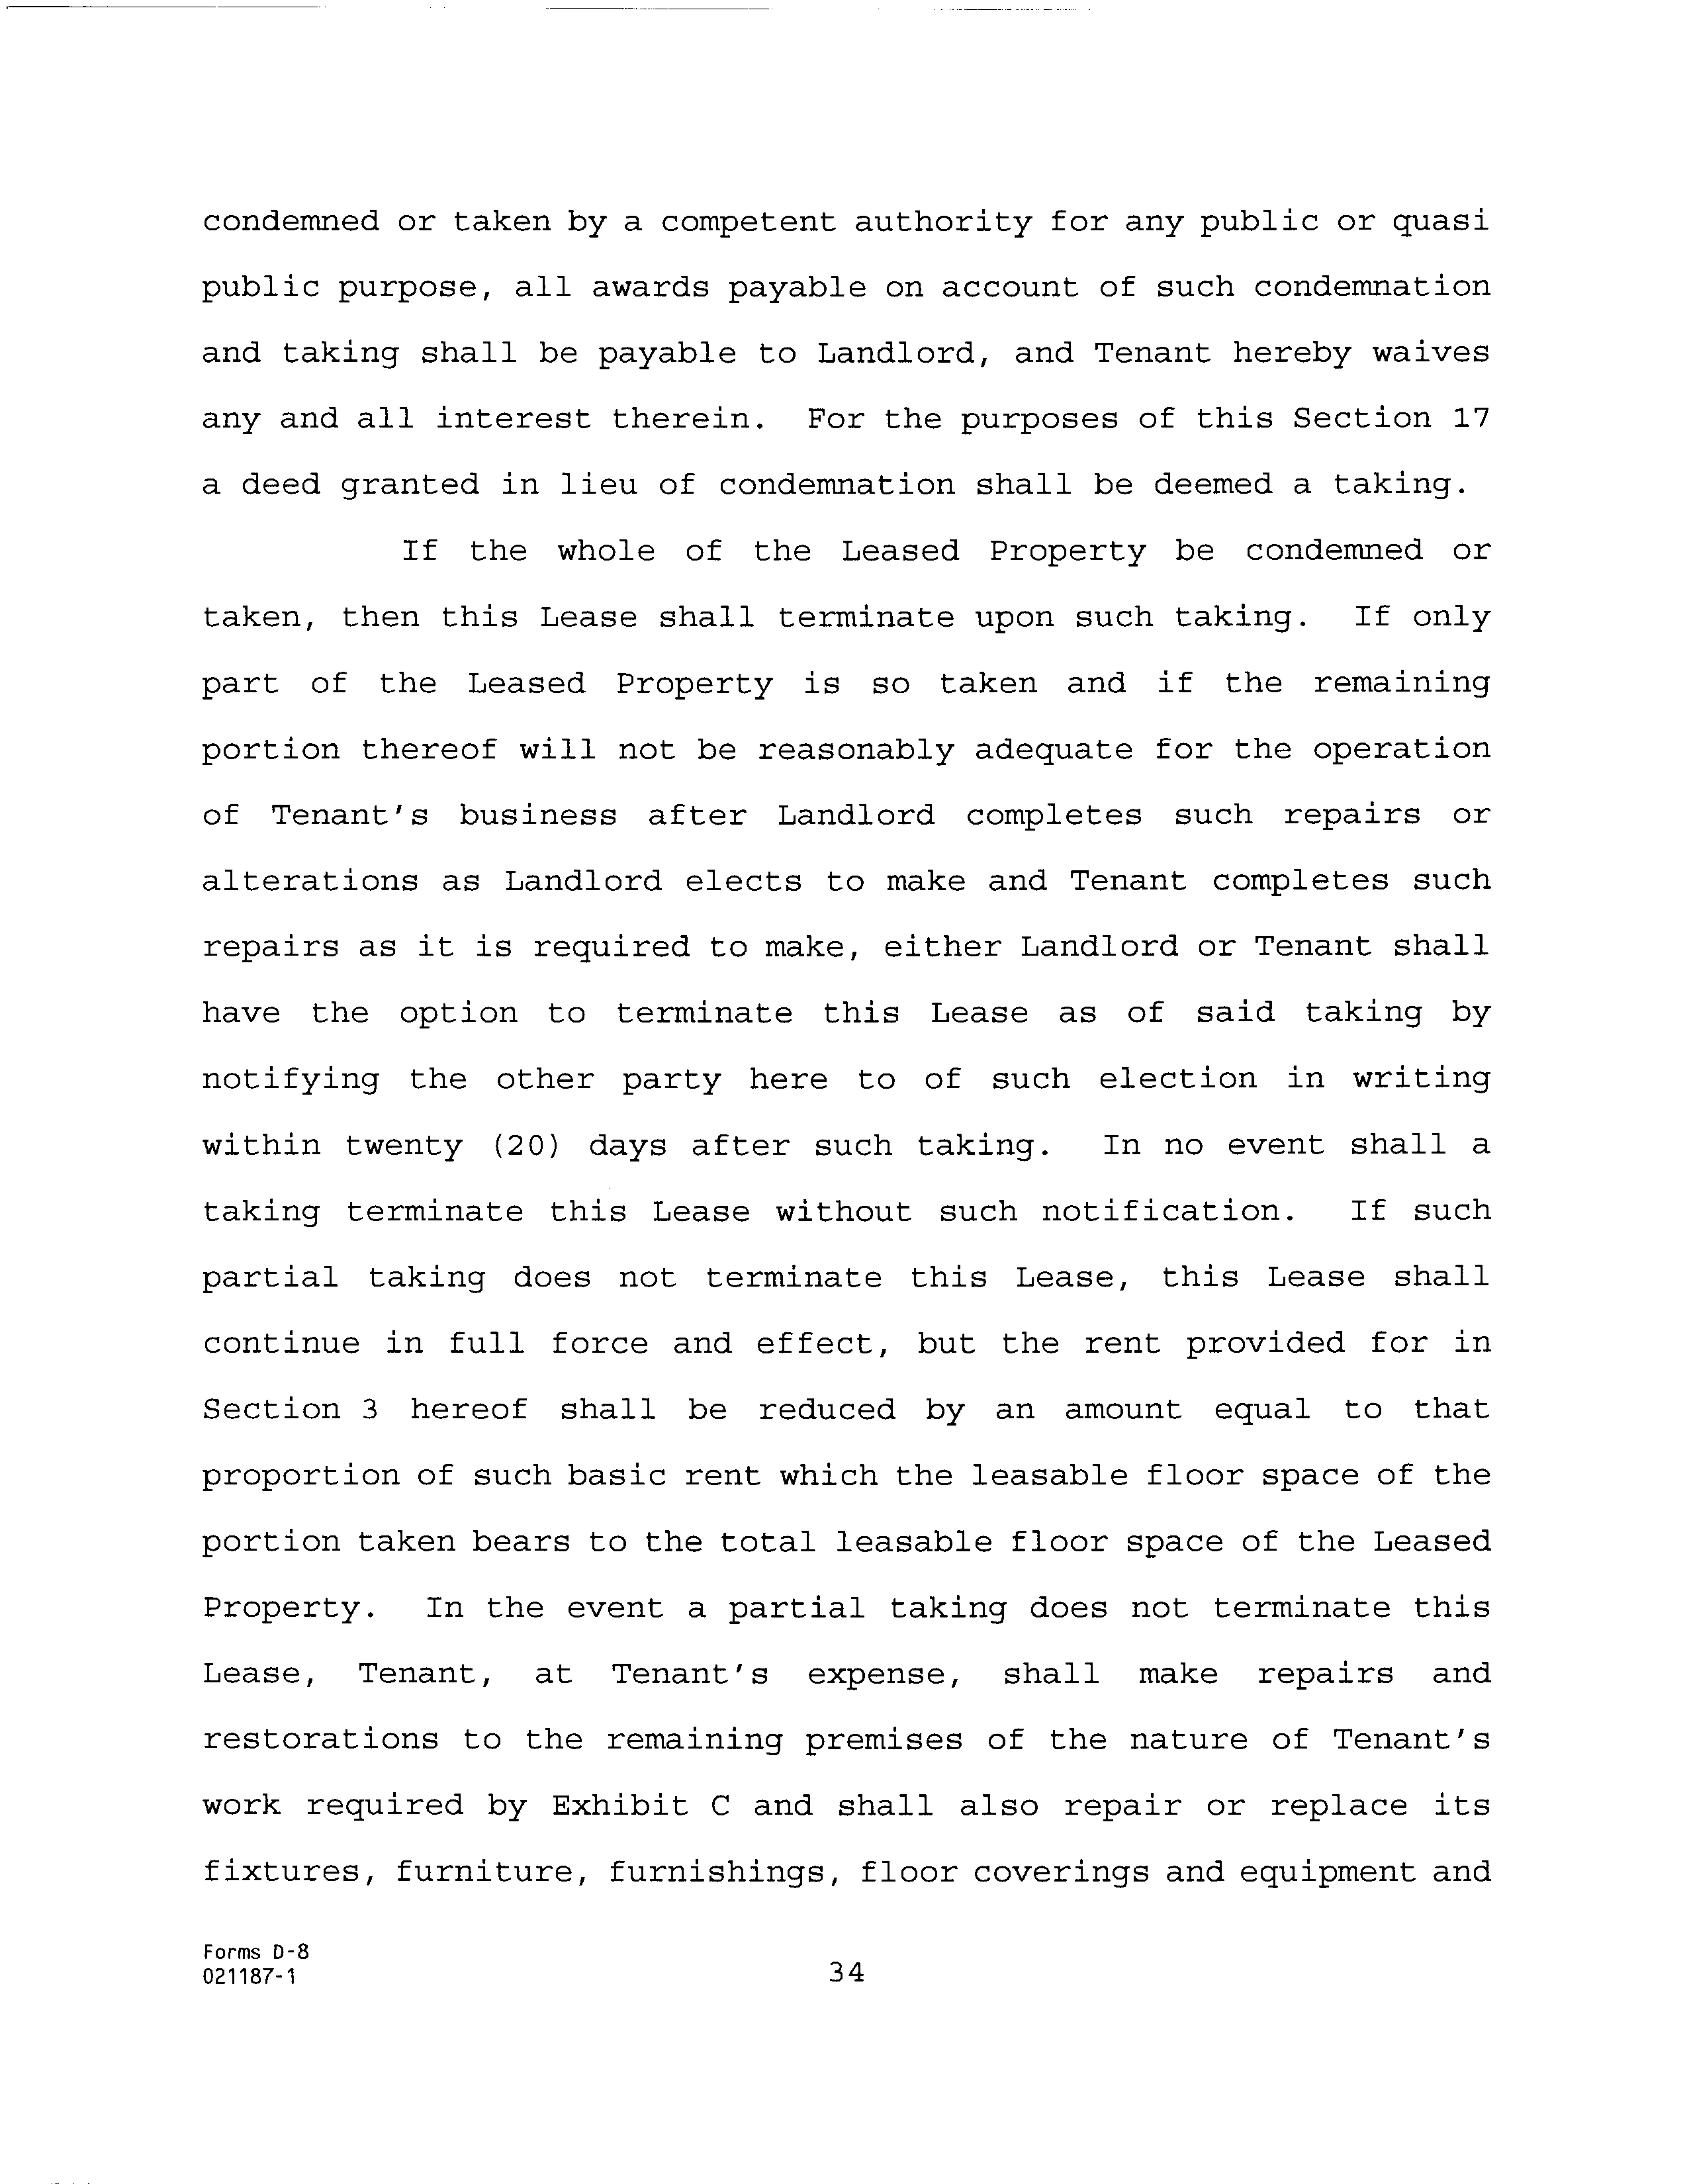 condemned or taken by a competent authority for any public or quasi
public purpose, all awards payable on account of such condemnation
and taking shall be payable to Landlord, and Tenant hereby waives
any and all interest therein. For the purposes of this Section 17
a deed granted in lieu of condemnation shall be deemed a taking.
If the whole of the Leased Property be condemned or
taken, then this Lease shall terminate upon such taking. If only
part of the Leased Property is so taken and if the remaining
portion thereof will not be reasonably adequate for the operation
of Tenant's business after Landlord completes such repairs or
alterations as Landlord elects to make and Tenant completes such
repairs as it is required to make, either Landlord or Tenant shall
have the option to terminate this Lease as of said taking by
notifying the other party here to of such election in writing
within twenty (20) days after such taking. In no event shall a
taking terminate this Lease without such notification. If such
partial taking does not terminate this Lease, this Lease shall
continue in full force and effect, but the rent provided for in
Section 3 hereof shall be reduced by an amount equal to that
proportion of such basic rent which the leasable floor space of the
portion taken bears to the total leasable floor space of the Leased
Property. In the event a partial taking does not terminate this
Lease, Tenant, at Tenant's expense, shall make repairs and
restorations to the remaining premises of the nature of Tenant's
work required by Exhibit C and shall also repair or replace its
fixtures, furniture, furnishings, floor coverings and equipment and
Forms D-8
021187-1
34